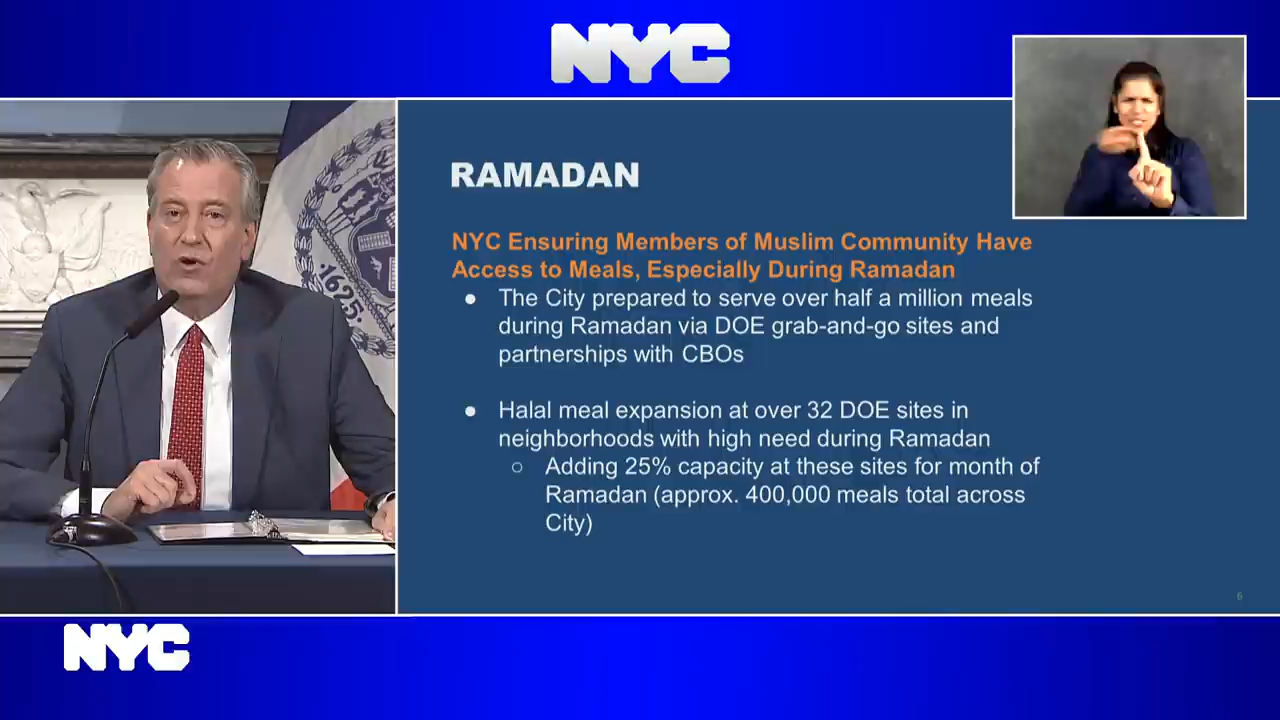 NYC
RAMADAN
NYC Ensuring Members of Muslim Community Have
Access to Meals, Especially During Ramadan
● The City prepared to serve over half a million meals
during Ramadan via DOE grab-and-go sites and
partnerships with CBOs
● Halal meal expansion at over 32 DOE sites in
neighborhoods with high need during Ramadan
○ Adding 25% capacity at these sites for month of
Ramadan (approx. 400,000 meals total across
City)
6
1625.
NYC